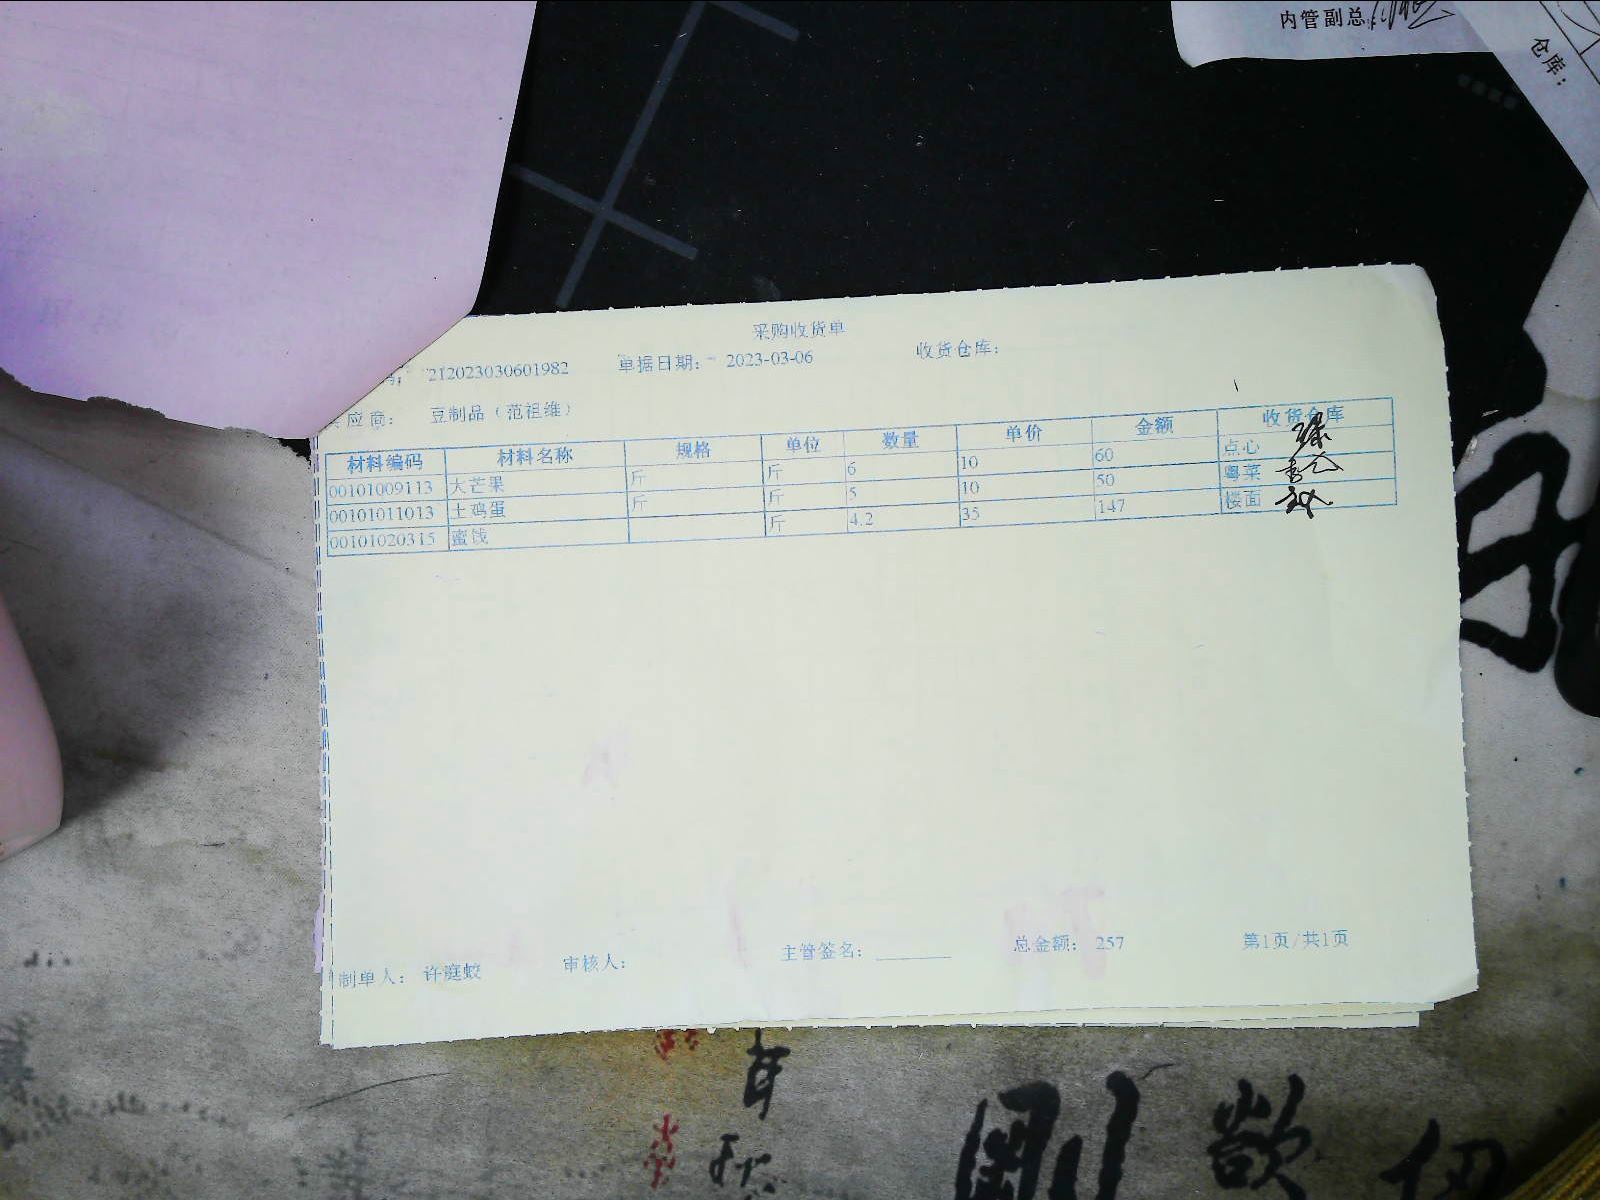 内管副总:
仓库:
采购收货单
码: 212023030601982 单据日期: 2023-03-06 收货仓库:
应商: 豆制品（范祖维）
材料编码 材料名称 规格 单位 数量 单价 金额 收货仓库
00101009113 大芒果 斤 斤 6 10 60 点心
00101011013 土鸡蛋 斤 斤 5 10 50 粤菜
00101020315 蜜饯 斤 4.2 35 147 楼面
制单人: 许庭蛟 审核人: 主管签名: 总金额: 257 第1页/共1页
剛 欲